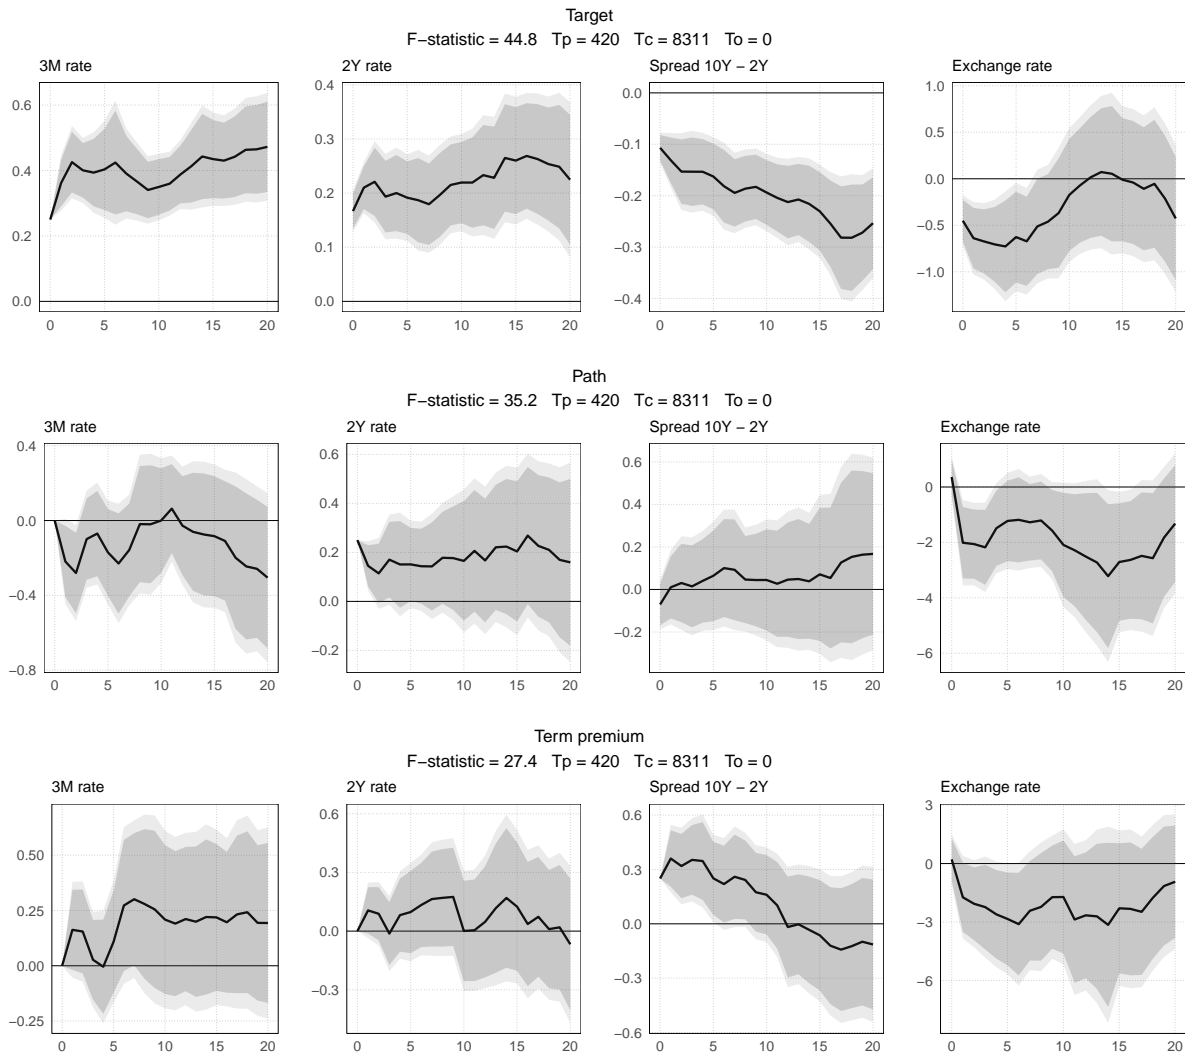 Target
F−statistic = 44.8 Tp = 420 Tc = 8311 To = 0
3M rate 2Y rate Spread 10Y − 2Y Exchange rate
0.6
0.4
0.2
0.0
0 5 10 15 20
0.4
0.3
0.2
0.1
0.0
0 5 10 15 20
0.0
−0.1
−0.2
−0.3
−0.4
0 5 10 15 20
1.0
0.5
0.0
−0.5
−1.0
0 5 10 15 20
Path
F−statistic = 35.2 Tp = 420 Tc = 8311 To = 0
3M rate 2Y rate Spread 10Y − 2Y Exchange rate
0.4
0.0
−0.4
−0.8
0 5 10 15 20
0.6
0.4
0.2
0.0
−0.2
0 5 10 15 20
0.6
0.4
0.2
0.0
−0.2
0 5 10 15 20
0
−2
−4
−6
0 5 10 15 20
Term premium
F−statistic = 27.4 Tp = 420 Tc = 8311 To = 0
3M rate 2Y rate Spread 10Y − 2Y Exchange rate
0.50
0.25
0.00
−0.25
0 5 10 15 20
0.6
0.3
0.0
−0.3
0 5 10 15 20
0.6
0.3
0.0
−0.3
−0.6
0 5 10 15 20
3
0
−3
−6
0 5 10 15 20